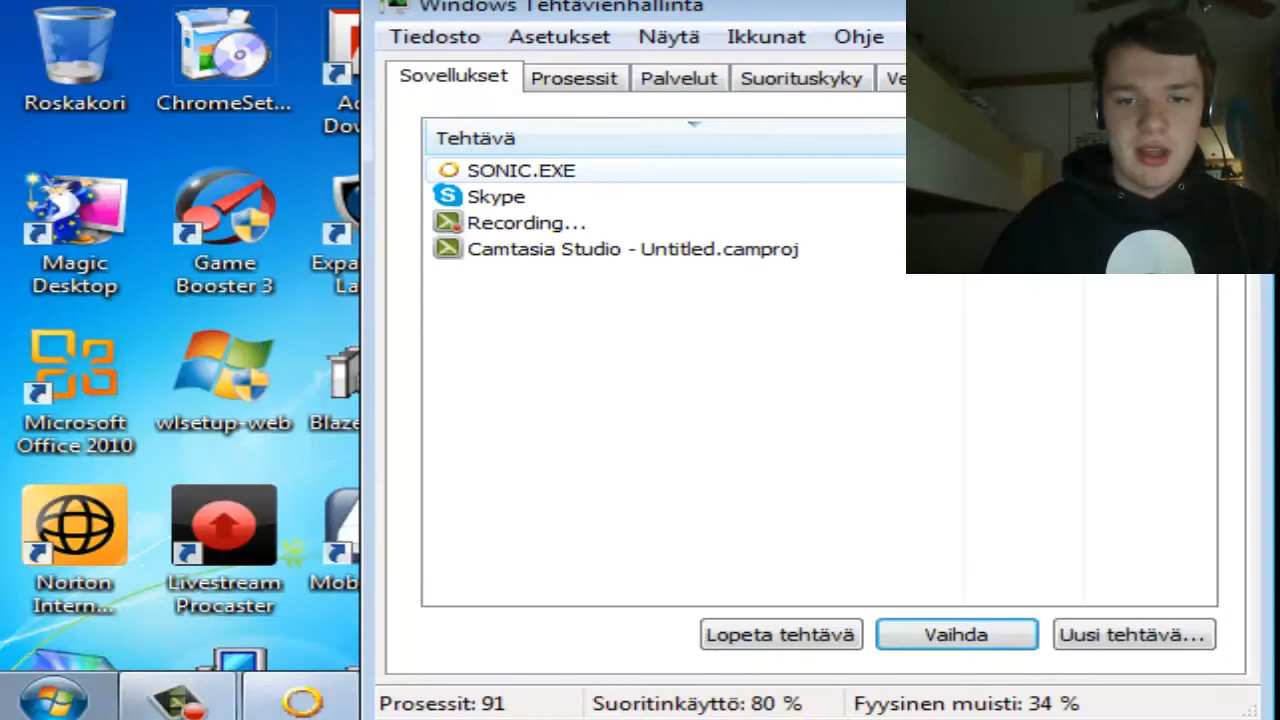 Windows Tehtävienhallinta
Tiedosto Asetukset Näytä Ikkunat Ohje
Sovellukset Prosessit Palvelut Suorituskyky
Tehtävä
SONIC.EXE
Skype
Recording...
Camtasia Studio - Untitled.camproj
Lopeta tehtävä Vaihda Uusi tehtävä...
Prosessit: 91 Suoritinkäyttö: 80 % Fyysinen muisti: 34 %
Roskakori
ChromeSet...
Magic
Desktop
Game
Booster 3
Microsoft
Office 2010
wlsetup-web
Norton
Intern...
Livestream
Procaster